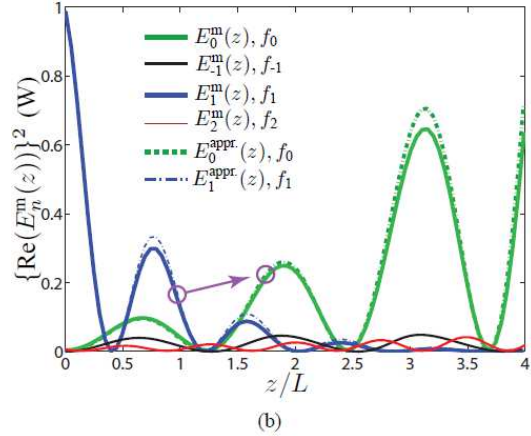 1
0.8
0.6
0.4
0.2
0
{Re(E_n^m(z))}^2 (W)
E_0^m(z), f_0
E_-1^m(z), f_-1
E_1^m(z), f_1
E_2^m(z), f_2
E_0^appr.(z), f_0
E_1^appr.(z), f_1
0 0.5 1 1.5 2 2.5 3 3.5 4
z/L
(b)